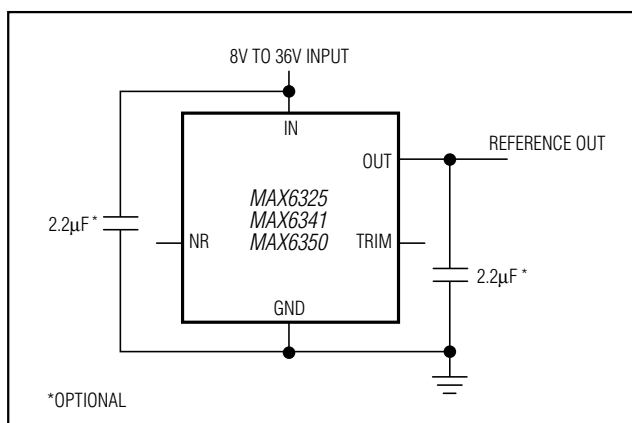 8V TO 36V INPUT
IN
OUT
REFERENCE OUT
MAX6325
MAX6341
MAX6350
2.2μF*
NR
TRIM
2.2μF*
GND
*OPTIONAL